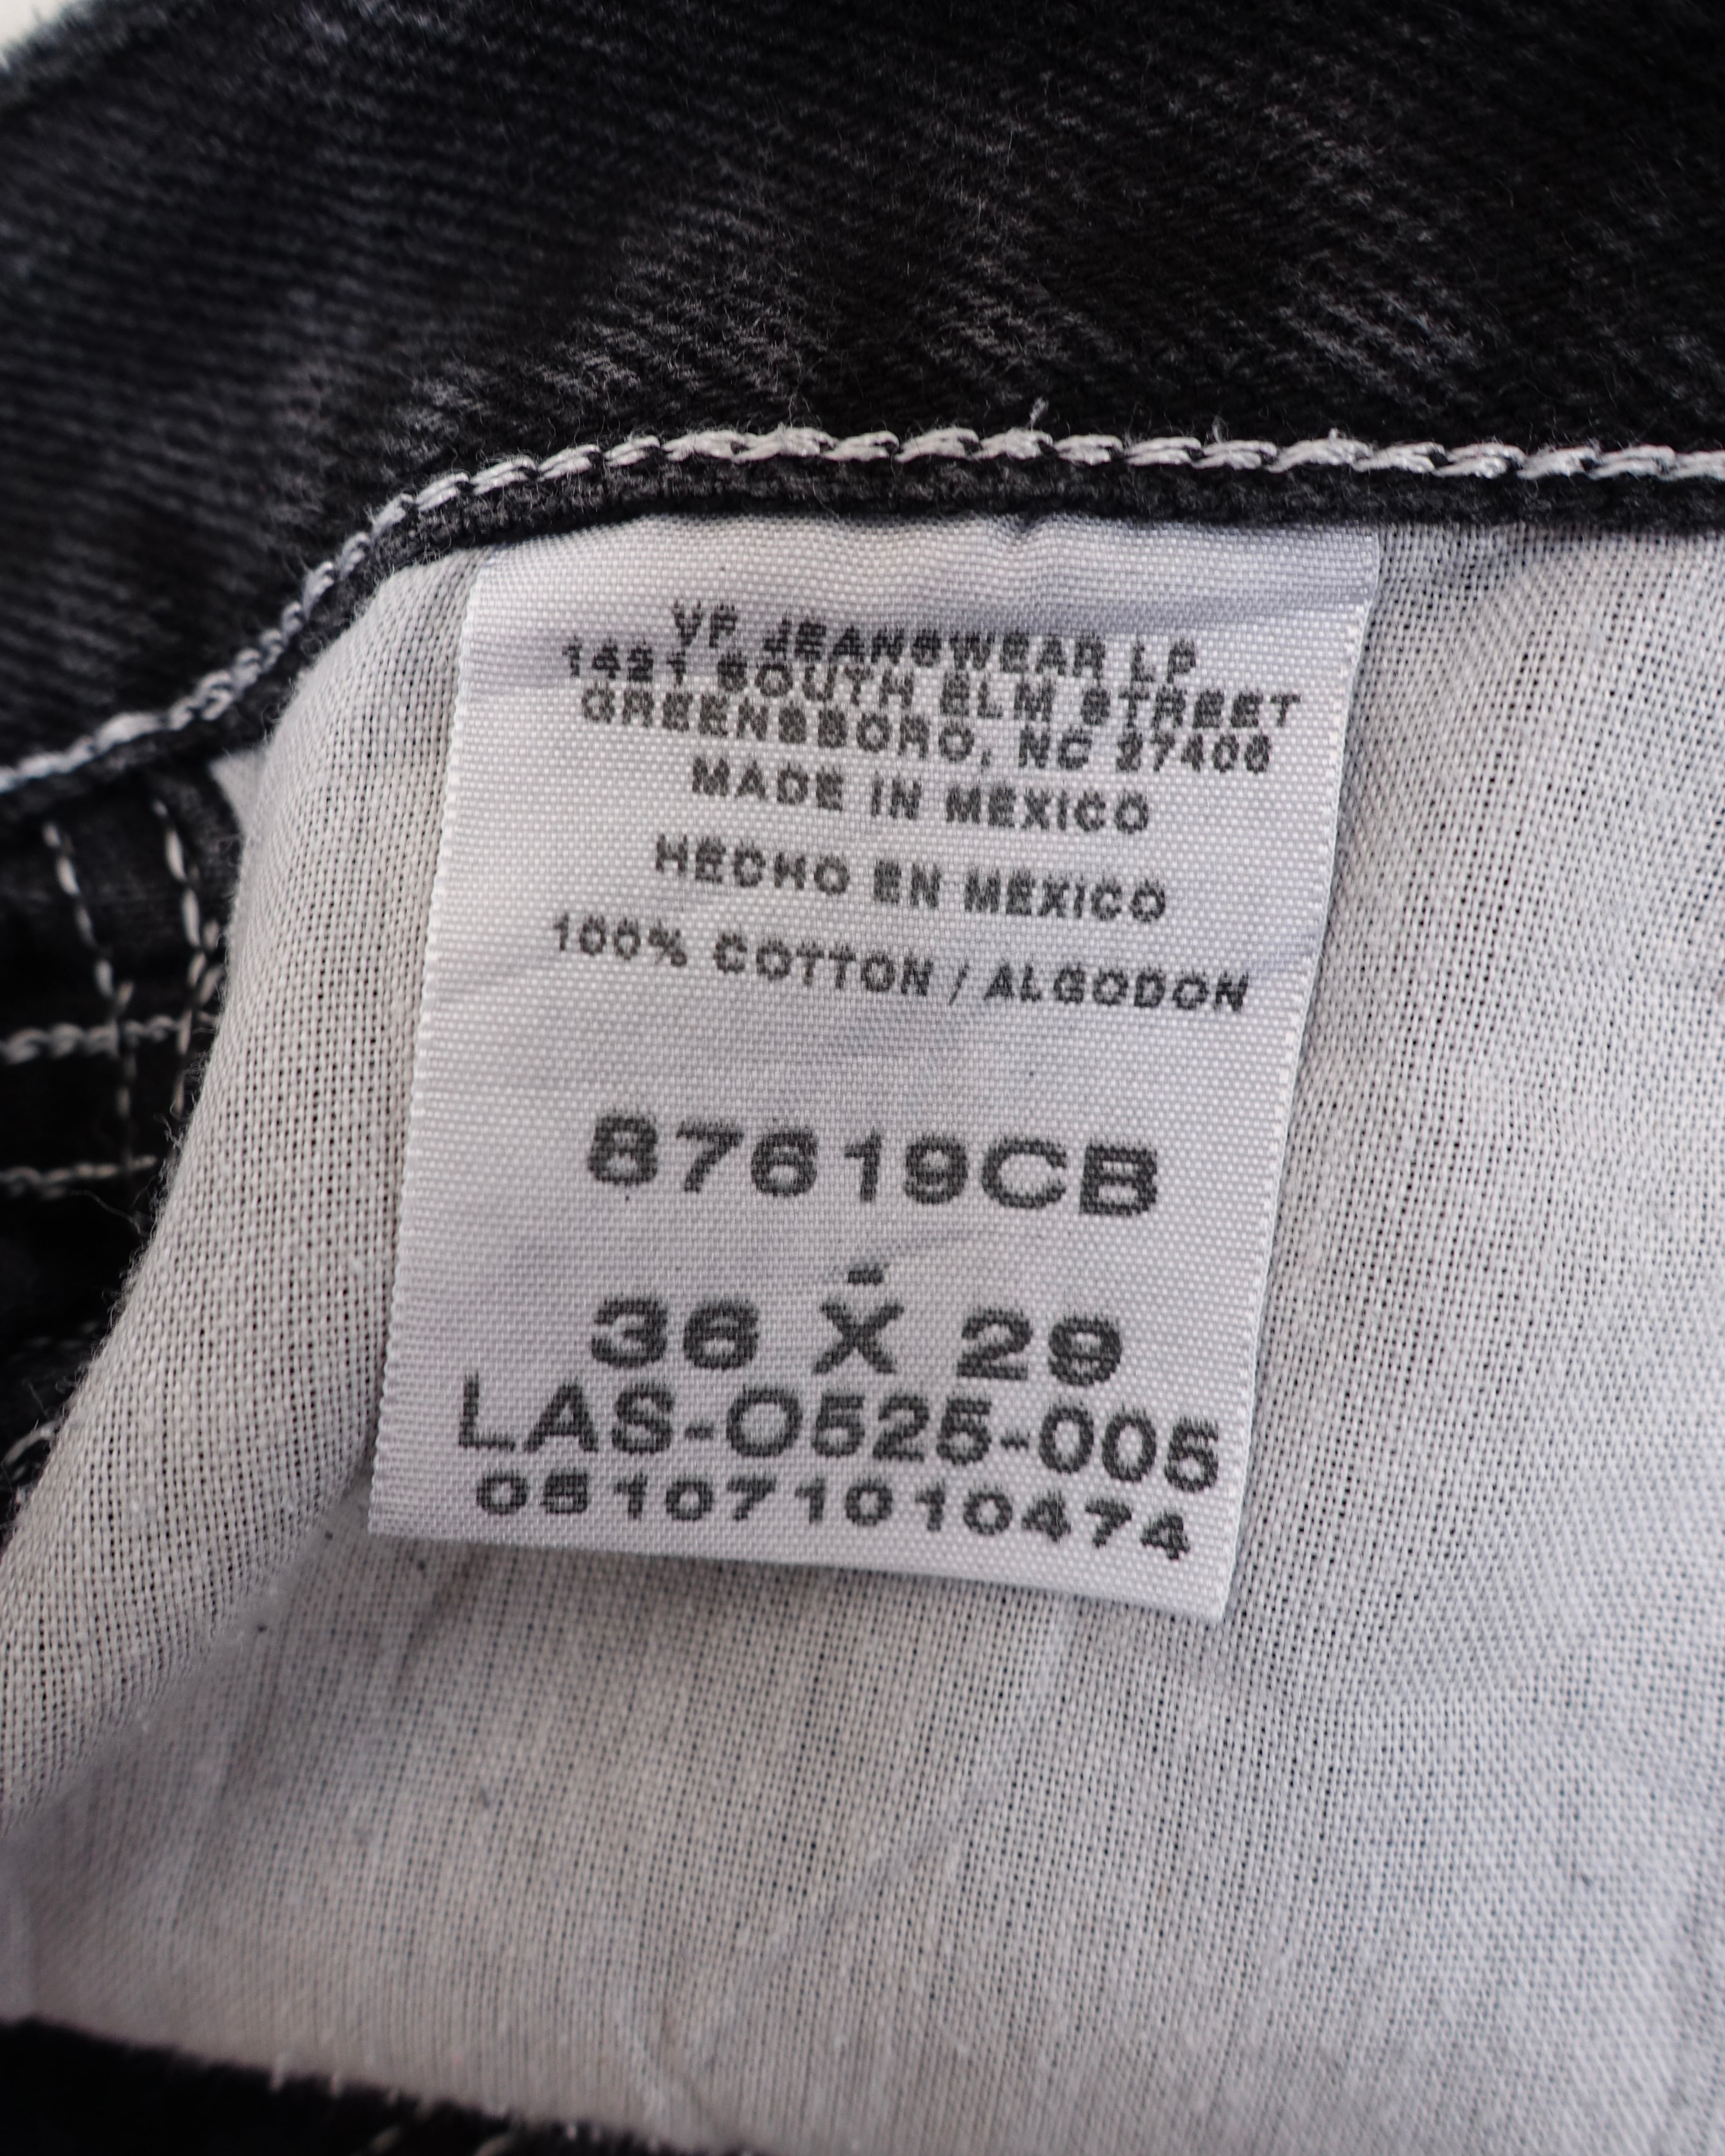 VF JEANSWEAR LP
1421 SOUTH ELM STREET
GREENSBORO, NC 27406
MADE IN MEXICO
HECHO EN MEXICO
100% COTTON / ALGODON
87619CB
-
36 X 29
LAS-O525-005
051071010474